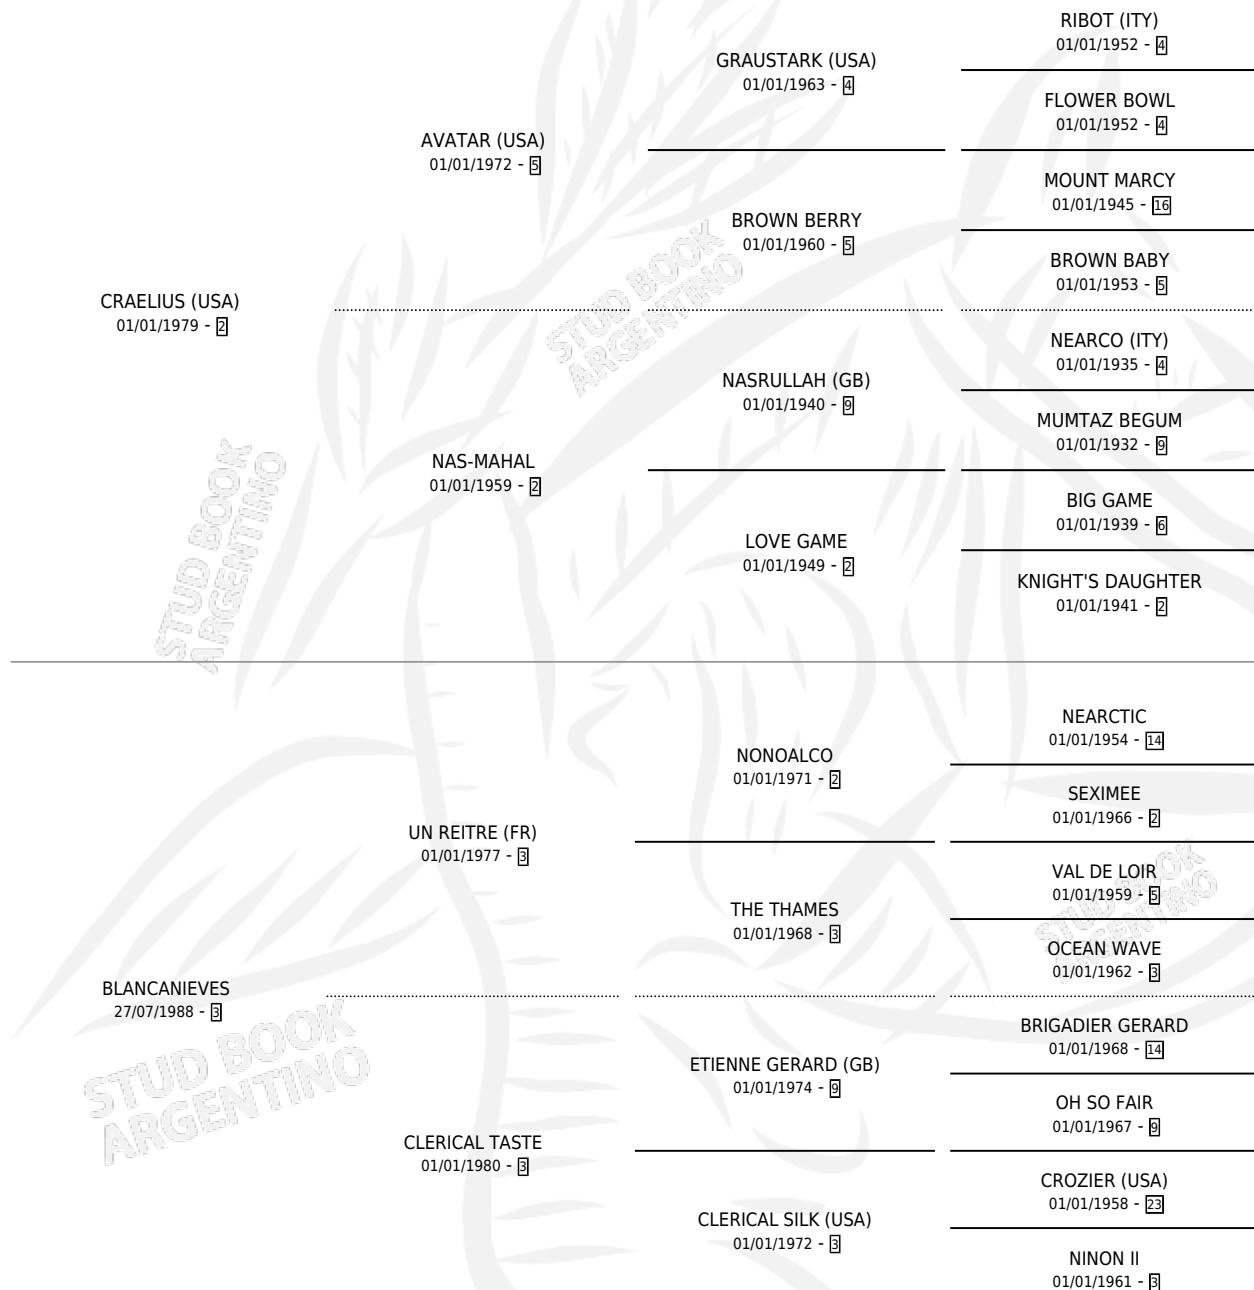 RIBOT (ITY)
01/01/1952 - 4
GRAUSTARK (USA)
01/01/1963 - 4
FLOWER BOWL
01/01/1952 - 4
AVATAR (USA)
01/01/1972 - 5
MOUNT MARCY
01/01/1945 - 16
BROWN BERRY
01/01/1960 - 5
BROWN BABY
01/01/1953 - 5
CRAELIUS (USA)
01/01/1979 - 2
NEARCO (ITY)
01/01/1935 - 4
NASRULLAH (GB)
01/01/1940 - 9
MUMTAZ BEGUM
01/01/1932 - 9
NAS-MAHAL
01/01/1959 - 2
BIG GAME
01/01/1939 - 6
LOVE GAME
01/01/1949 - 2
KNIGHT'S DAUGHTER
01/01/1941 - 2
NEARCTIC
01/01/1954 - 14
NONOALCO
01/01/1971 - 2
SEXIMEE
01/01/1966 - 2
UN REITRE (FR)
01/01/1977 - 3
VAL DE LOIR
01/01/1959 - 5
THE THAMES
01/01/1968 - 3
OCEAN WAVE
01/01/1962 - 3
BLANCANIEVES
27/07/1988 - 3
BRIGADIER GERARD
01/01/1968 - 14
ETIENNE GERARD (GB)
01/01/1974 - 9
OH SO FAIR
01/01/1967 - 9
CLERICAL TASTE
01/01/1980 - 3
CROZIER (USA)
01/01/1958 - 23
CLERICAL SILK (USA)
01/01/1972 - 3
NINON II
01/01/1961 - 3
STUD BOOK
ARGENTINO
STUD BOOK
ARGENTINO
STUD BOOK
ARGENTINO
STUD BOOK
ARGENTINO